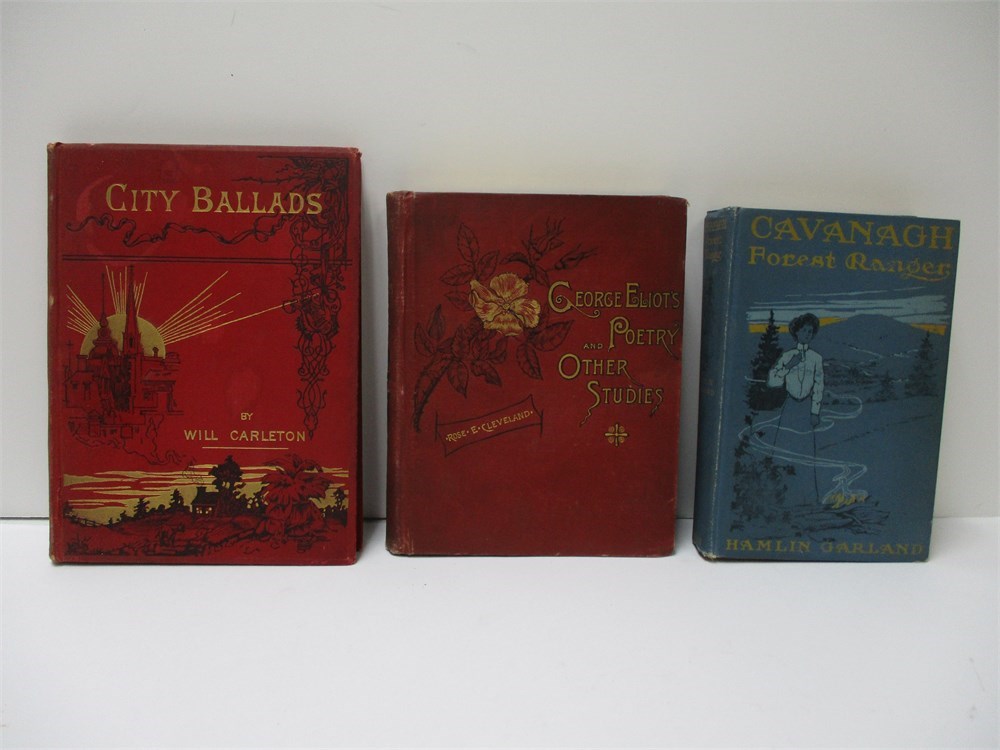 CITY BALLADS
BY
WILL CARLETON
GEORGE ELIOT'S
POETRY
AND
OTHER
STUDIES
ROSE · E · CLEVELAND ·
CAVANAGH
Forest Ranger
HAMLIN GARLAND